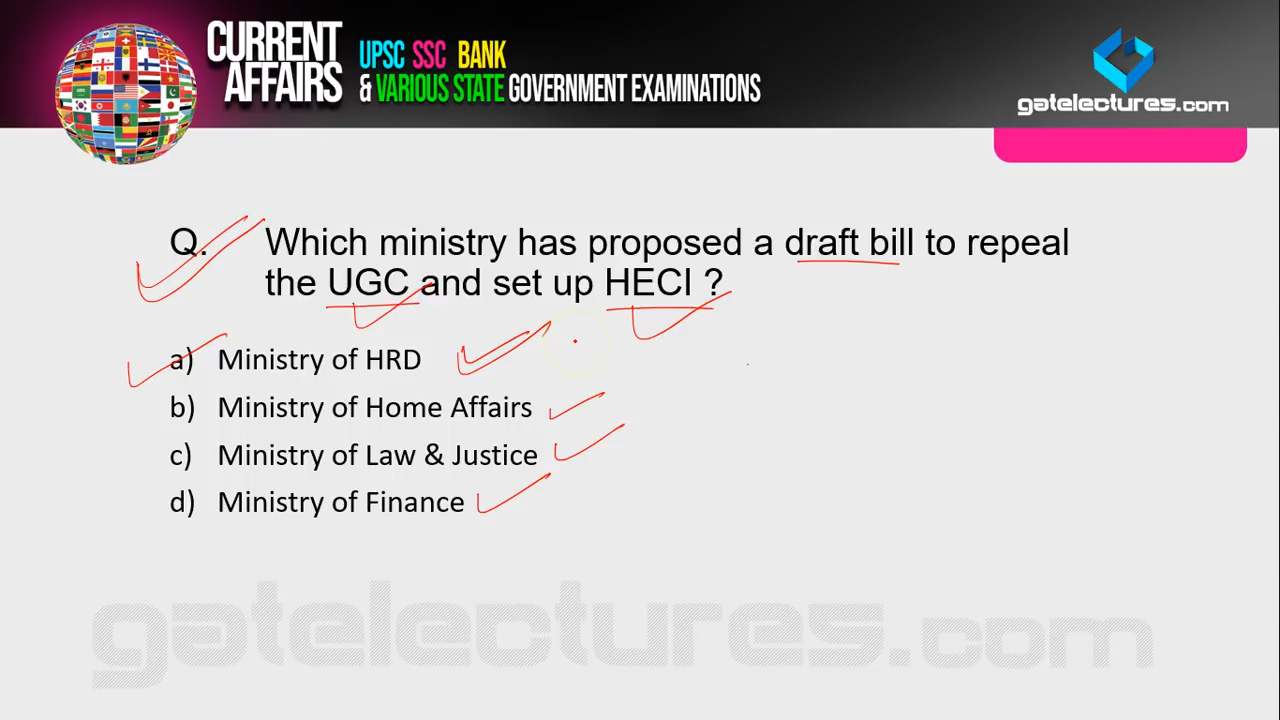 CURRENT
AFFAIRS
UPSC SSC BANK
& VARIOUS STATE GOVERNMENT EXAMINATIONS
gatelectures.com
Q. Which ministry has proposed a draft bill to repeal
the UGC and set up HECI ?
a) Ministry of HRD
b) Ministry of Home Affairs
c) Ministry of Law & Justice
d) Ministry of Finance
gatelectures.com